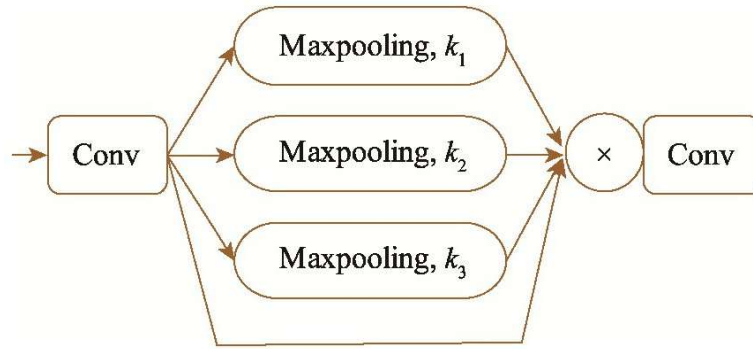 Maxpooling, k₁
Conv
Maxpooling, k₂
×
Conv
Maxpooling, k₃